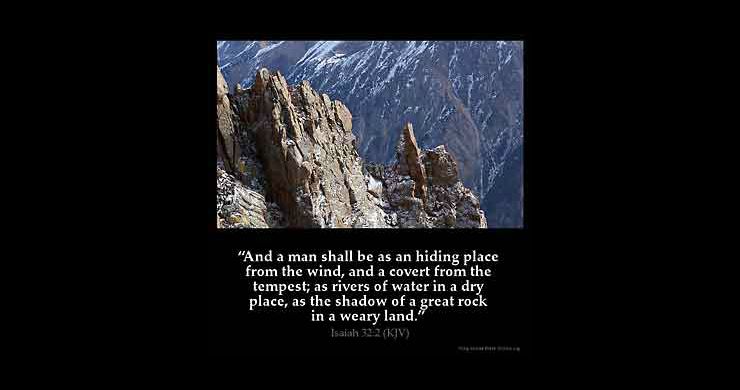 “And a man shall be as an hiding place
from the wind, and a covert from the
tempest; as rivers of water in a dry
place, as the shadow of a great rock
in a weary land.”
Isaiah 32:2 (KJV)